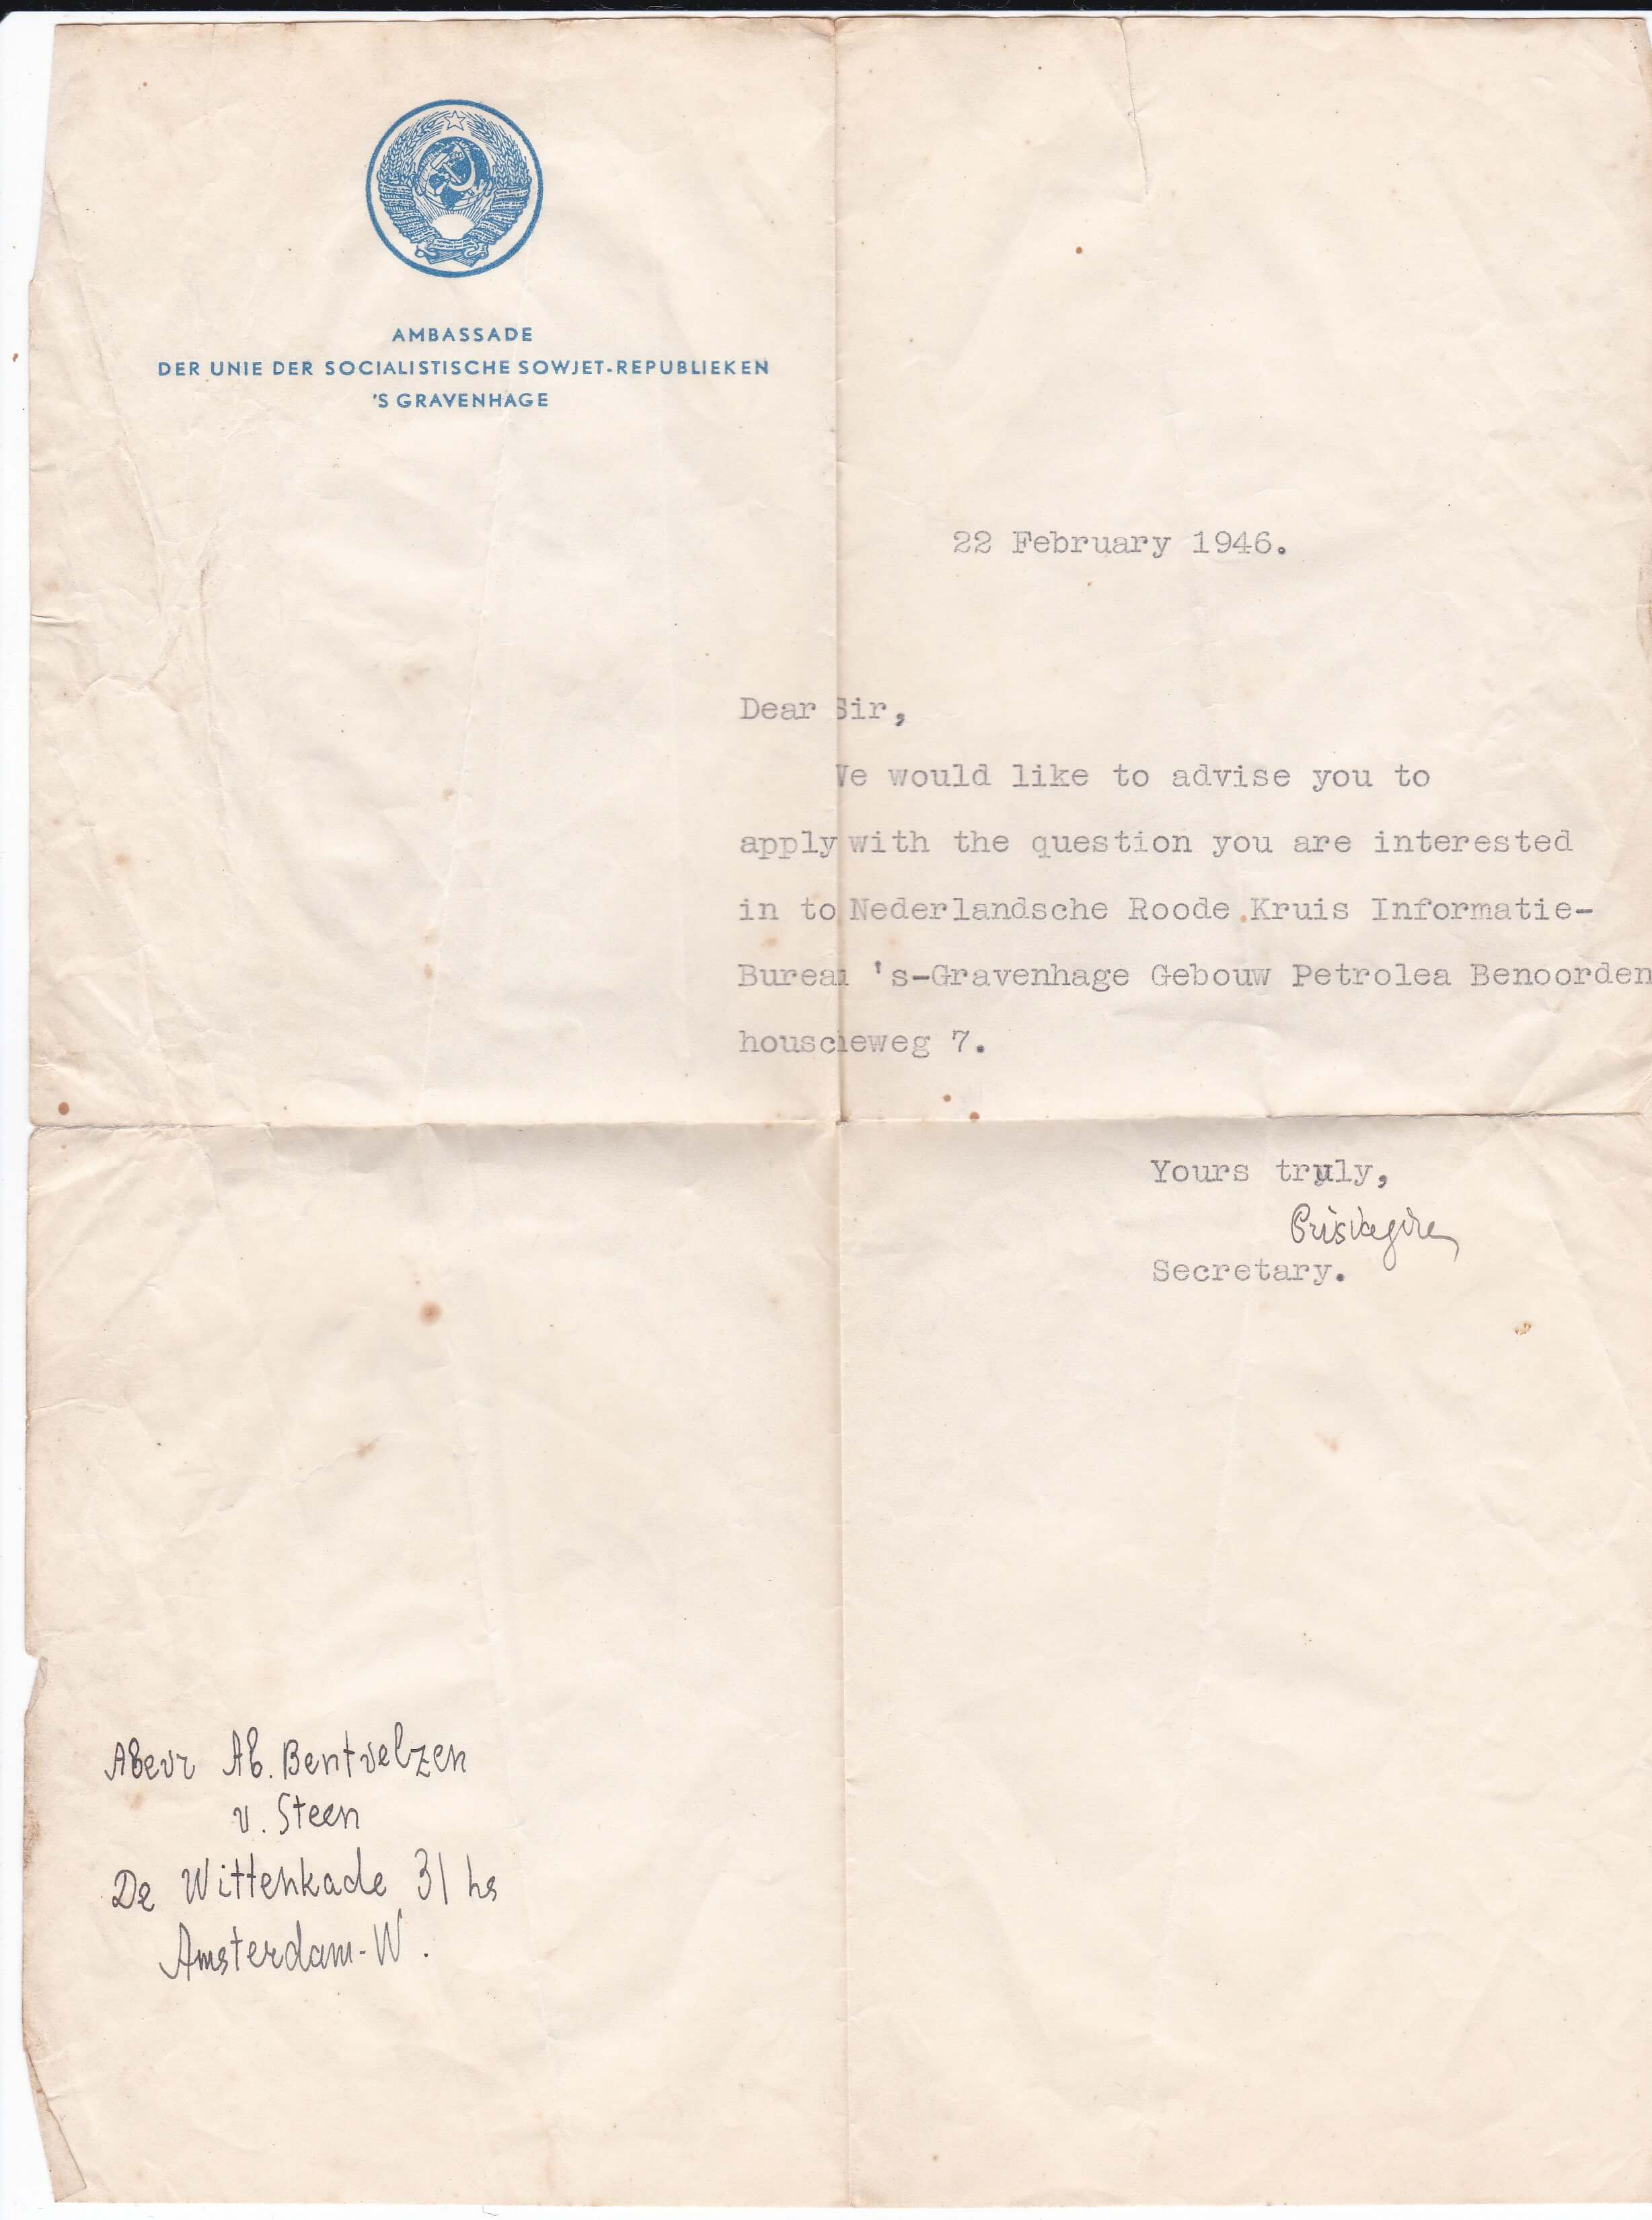 AMBASSADE
DER UNIE DER SOCIALISTISCHE SOWJET-REPUBLIEKEN
'S GRAVENHAGE
22 February 1946.
Dear Sir,
We would like to advise you to
apply with the question you are interested
in to Nederlandsche Roode Kruis Informatie-
Bureau 's-Gravenhage Gebouw Petrolea Benoorden
houscheweg 7.
Yours truly,
Secretary.
Ab. Bentvelzen
v. Steen
De Wittenkade 31 hs
Amsterdam-W.